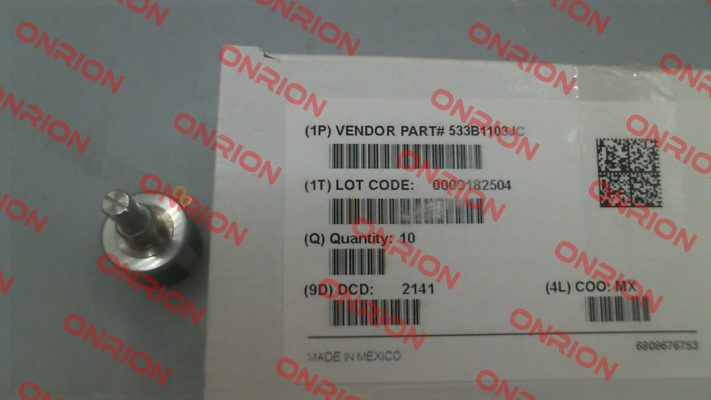 (1P) VENDOR PART# 533B1103JC
(1T) LOT CODE: 0000182504
(Q) Quantity: 10
(9D) DCD: 2141
(4L) COO: MX
6808676753
MADE IN MEXICO
ONRION